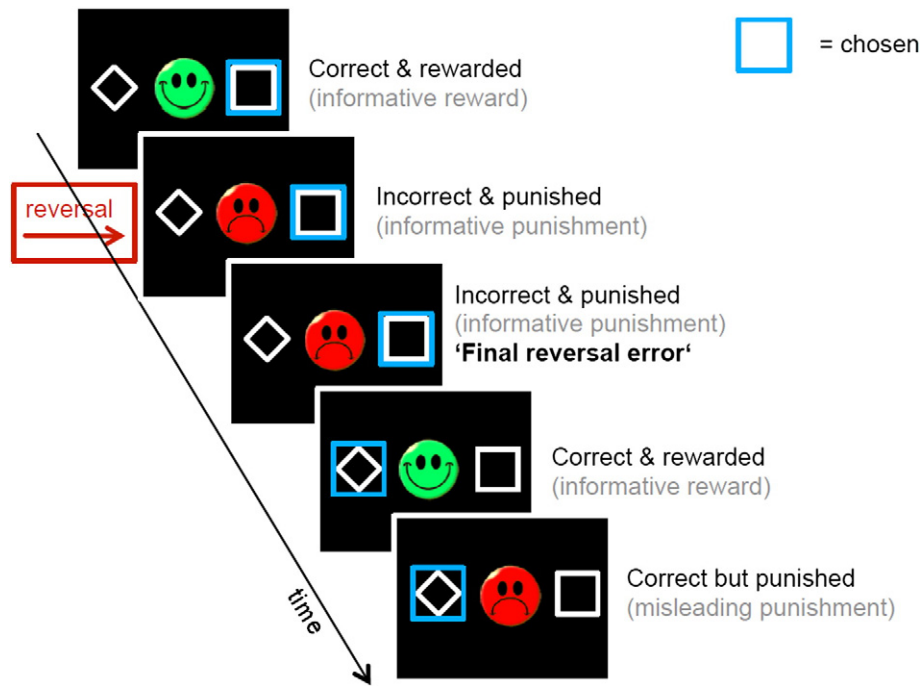 = chosen
Correct & rewarded
(informative reward)
reversal
Incorrect & punished
(informative punishment)
Incorrect & punished
(informative punishment)
‘Final reversal error‘
Correct & rewarded
(informative reward)
Correct but punished
(misleading punishment)
time